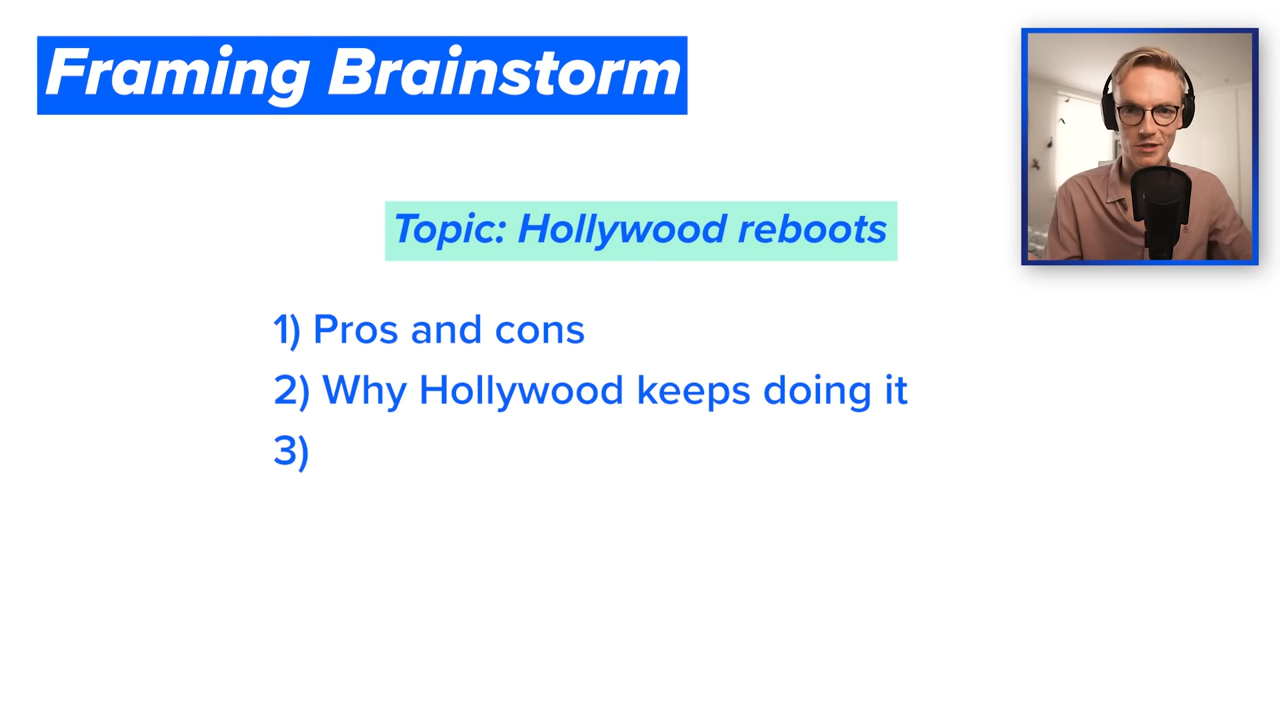 Framing Brainstorm
Topic: Hollywood reboots
1) Pros and cons
2) Why Hollywood keeps doing it
3)